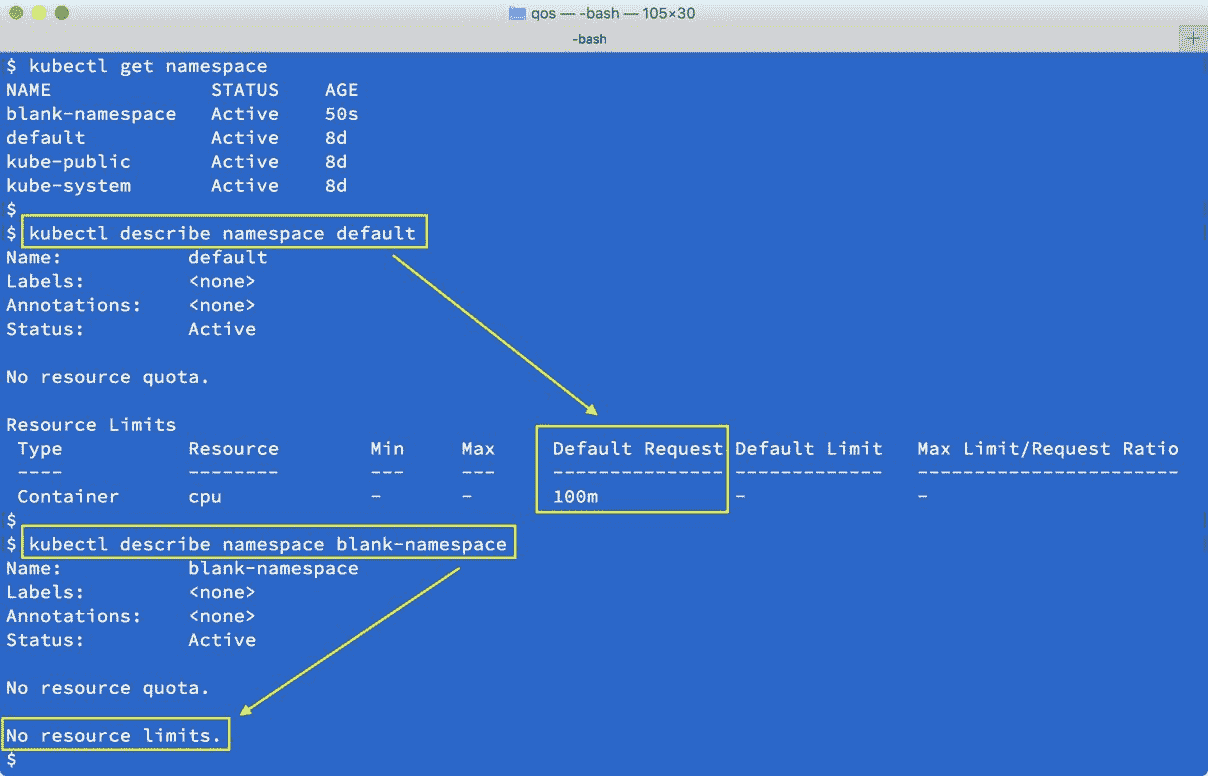 qos — -bash — 105×30
-bash
$ kubectl get namespace
NAME STATUS AGE
blank-namespace Active 50s
default Active 8d
kube-public Active 8d
kube-system Active 8d
$
$ kubectl describe namespace default
Name: default
Labels: <none>
Annotations: <none>
Status: Active
No resource quota.
Resource Limits
Type Resource Min Max Default Request Default Limit Max Limit/Request Ratio
---- -------- --- --- --------------- ------------- -----------------------
Container cpu - - 100m - -
$
$ kubectl describe namespace blank-namespace
Name: blank-namespace
Labels: <none>
Annotations: <none>
Status: Active
No resource quota.
No resource limits.
$